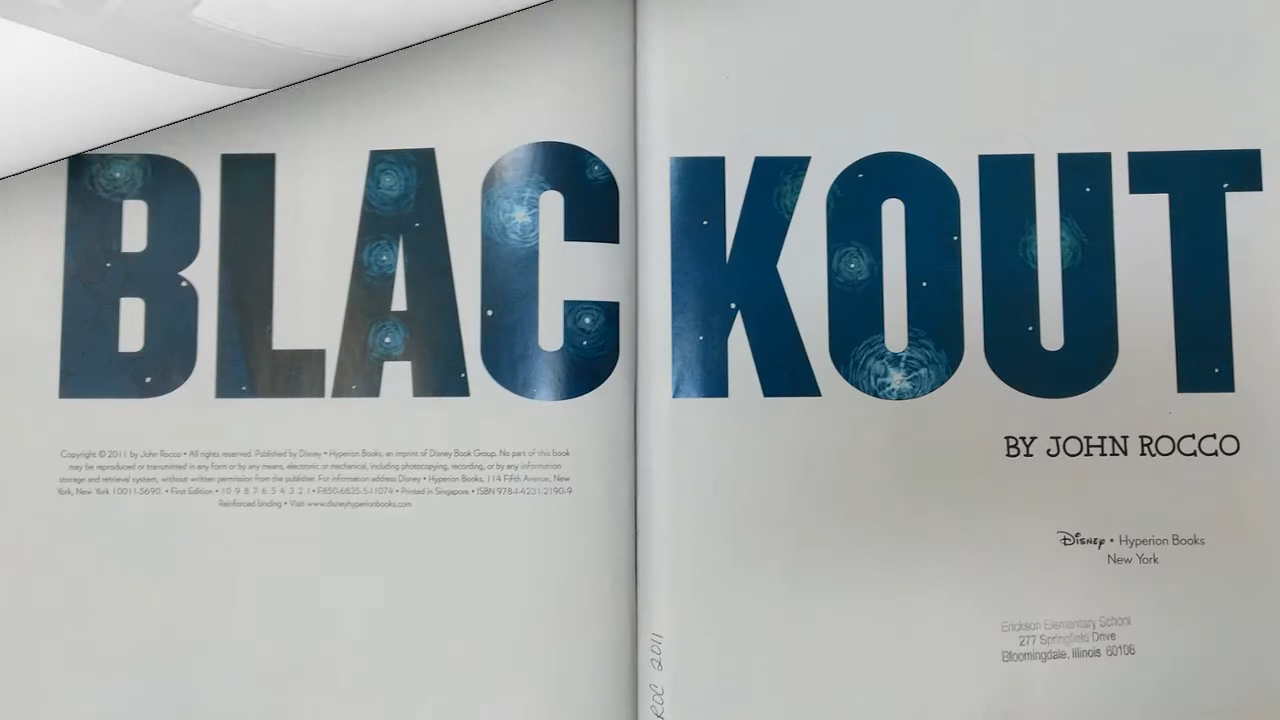 BLACKOUT
Copyright © 2011 by John Rocco • All rights reserved. Published by Disney • Hyperion Books, an imprint of Disney Book Group. No part of this book
may be reproduced or transmitted in any form or by any means, electronic or mechanical, including photocopying, recording, or by any information
storage and retrieval system, without written permission from the publisher. For information address Disney • Hyperion Books, 114 Fifth Avenue, New
York, New York 10011-5690. • First Edition • 10 9 8 7 6 5 4 3 2 1 • F850-6835-5-11074 • Printed in Singapore • ISBN 978-1-4231-2190-9
Reinforced binding • Visit www.disneyhyperionbooks.com
BY JOHN ROCCO
Disney • Hyperion Books
New York
Erickson Elementary School
277 Springfield Drive
Bloomingdale, Illinois 60108
ROC 2011